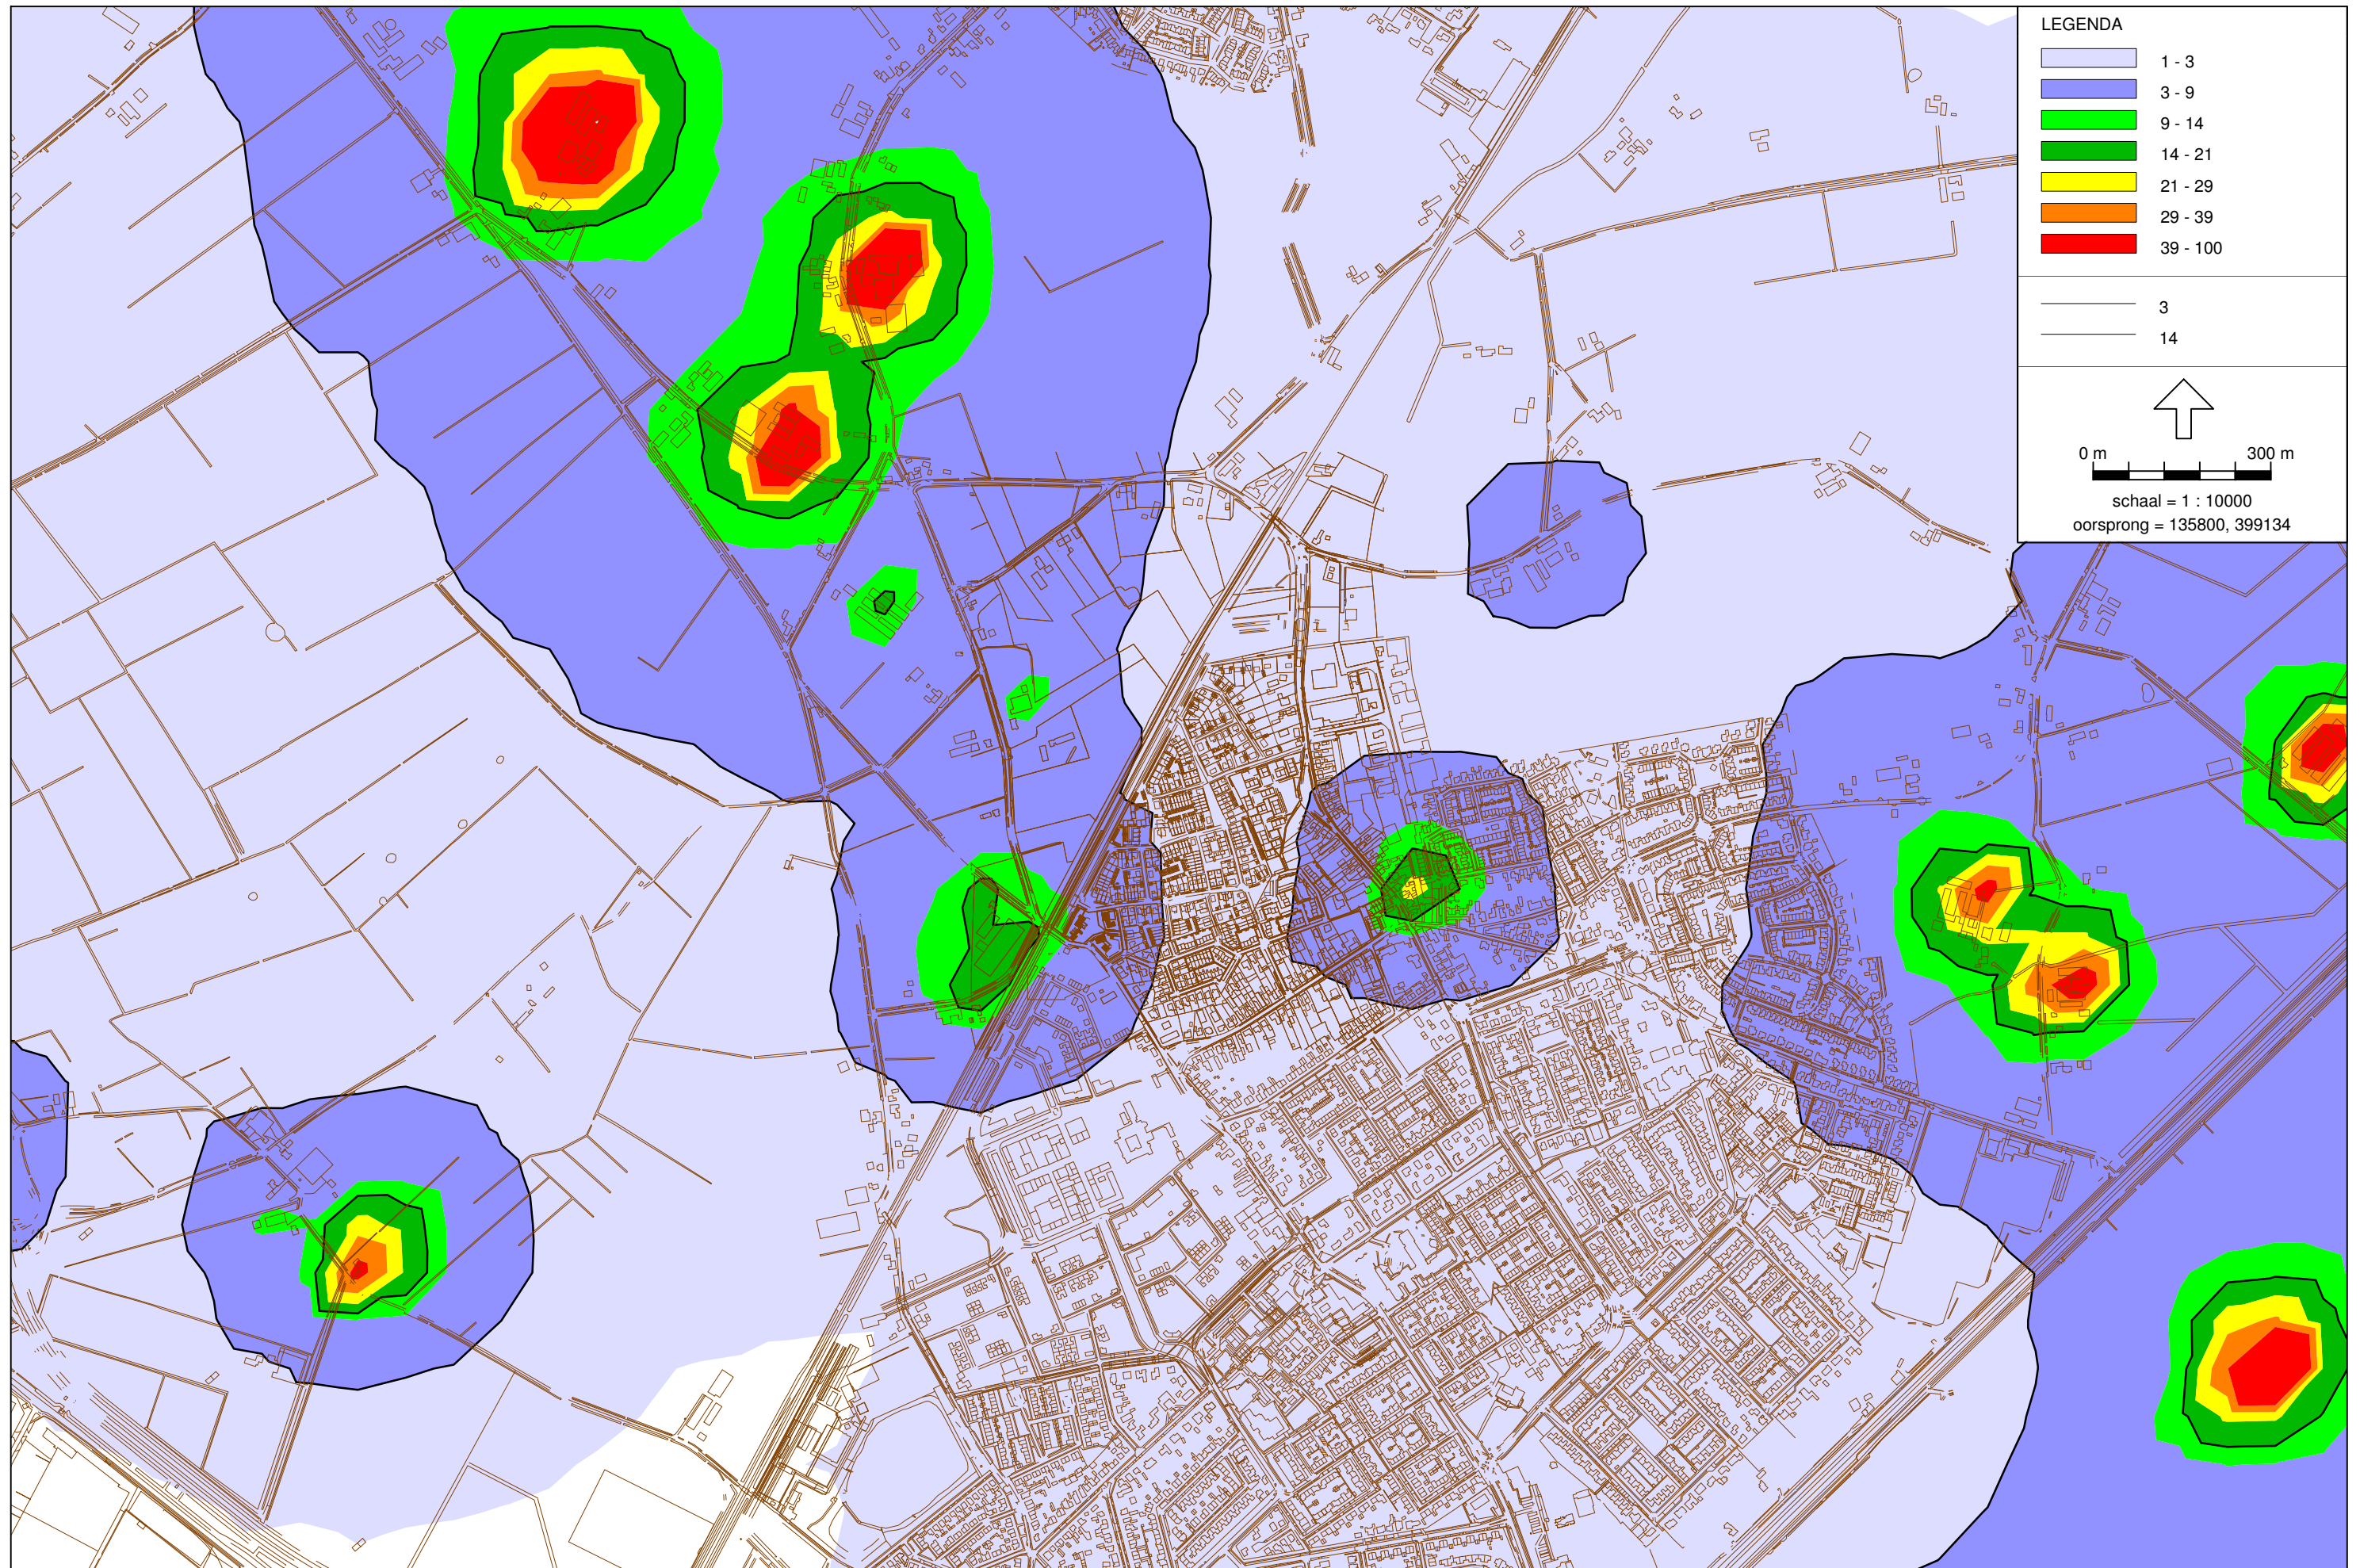 LEGENDA
1 - 3
3 - 9
9 - 14
14 - 21
21 - 29
29 - 39
39 - 100
3
14
0 m 300 m
schaal = 1 : 10000
oorsprong = 135800, 399134